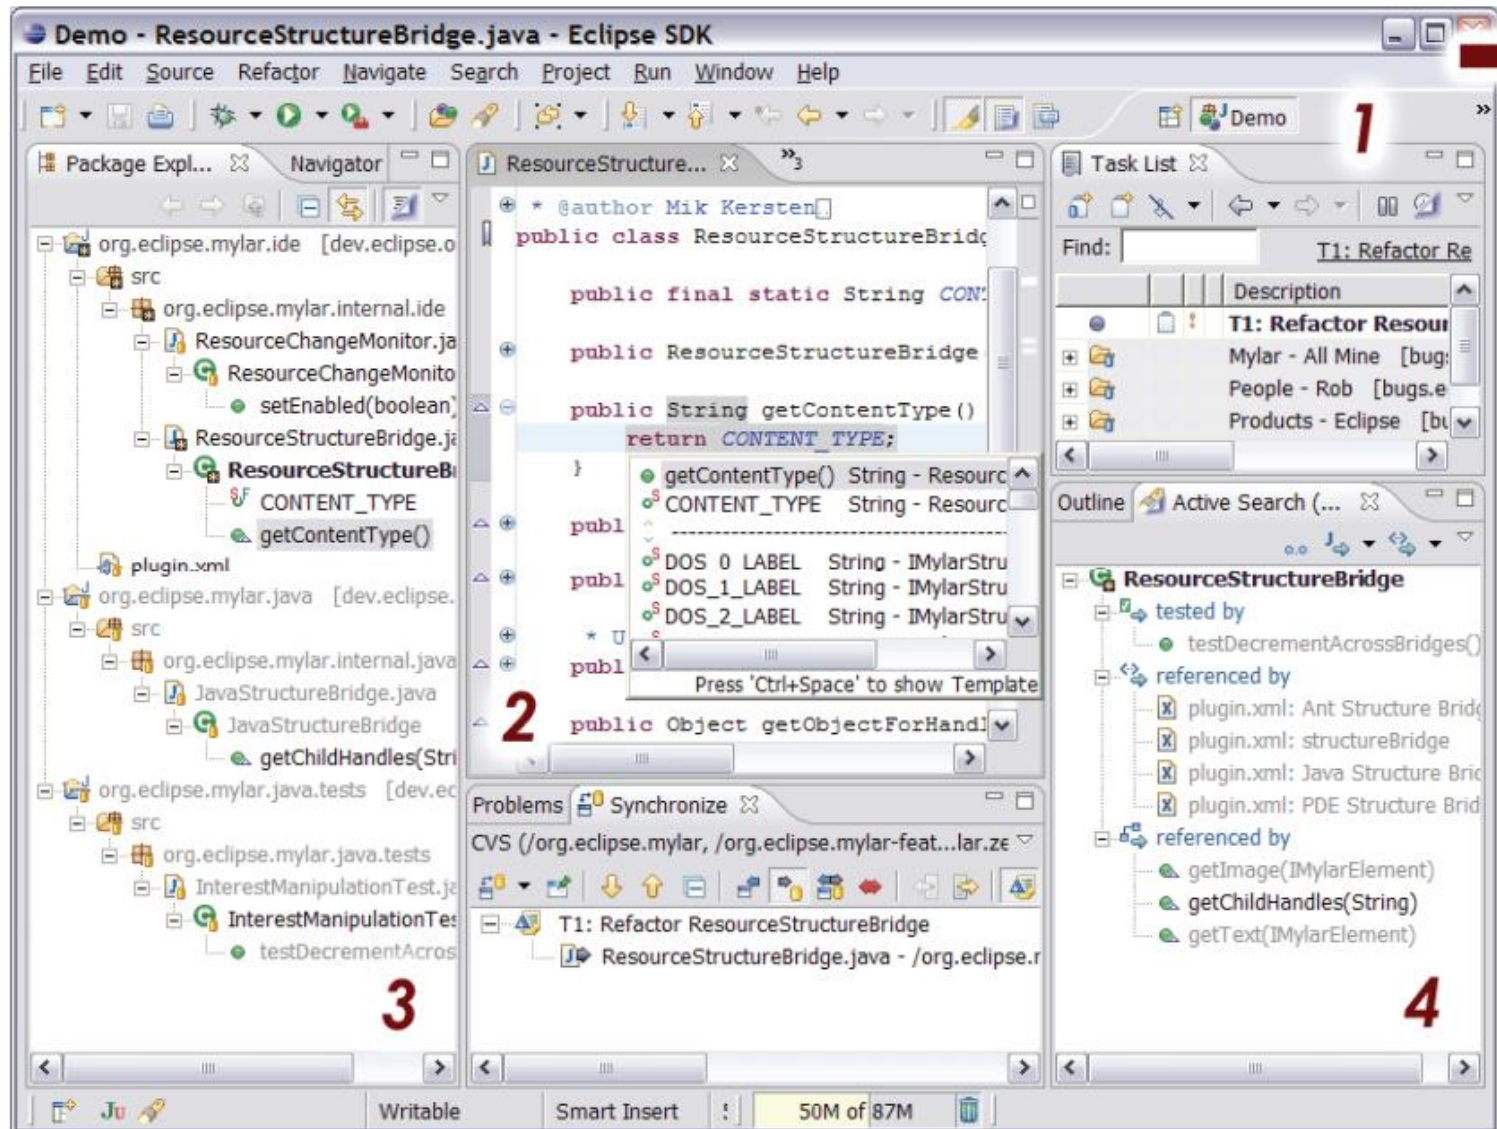 Demo - ResourceStructureBridge.java - Eclipse SDK
File Edit Source Refactor Navigate Search Project Run Window Help
Demo
1
Package Expl... Navigator
org.eclipse.mylar.ide [dev.eclipse.o
src
org.eclipse.mylar.internal.ide
ResourceChangeMonitor.ja
ResourceChangeMonito
setEnabled(boolean)
ResourceStructureBridge.ja
ResourceStructureB
CONTENT_TYPE
getContentType()
plugin.xml
org.eclipse.mylar.java [dev.eclipse.
src
org.eclipse.mylar.internal.java
JavaStructureBridge.java
JavaStructureBridge
getChildHandles(Stri
org.eclipse.mylar.java.tests [dev.ec
src
org.eclipse.mylar.java.tests
InterestManipulationTest.ja
InterestManipulationTes
testDecrementAcros
3
ResourceStructure... 3
* @author Mik Kersten
public class ResourceStructureBridg
public final static String CONT
public ResourceStructureBridge
public String getContentType()
return CONTENT_TYPE;
}
getContentType() String - Resourc
CONTENT_TYPE String - Resourc
publ
DOS_0_LABEL String - IMylarStru
DOS_1_LABEL String - IMylarStru
publ
DOS_2_LABEL String - IMylarStru
* U
publ
Press 'Ctrl+Space' to show Template
2
public Object getObjectForHandl
Problems Synchronize
CVS (/org.eclipse.mylar, /org.eclipse.mylar-feat...lar.ze
T1: Refactor ResourceStructureBridge
ResourceStructureBridge.java - /org.eclipse.r
Task List
Find: T1: Refactor Re
Description
T1: Refactor Resour
Mylar - All Mine [bug:
People - Rob [bugs.e
Products - Eclipse [bu
Outline Active Search (...
ResourceStructureBridge
tested by
testDecrementAcrossBridges()
referenced by
plugin.xml: Ant Structure Bridg
plugin.xml: structureBridge
plugin.xml: Java Structure Bric
plugin.xml: PDE Structure Brid
referenced by
getImage(IMylarElement)
getChildHandles(String)
getText(IMylarElement)
4
Ju Writable Smart Insert 50M of 87M